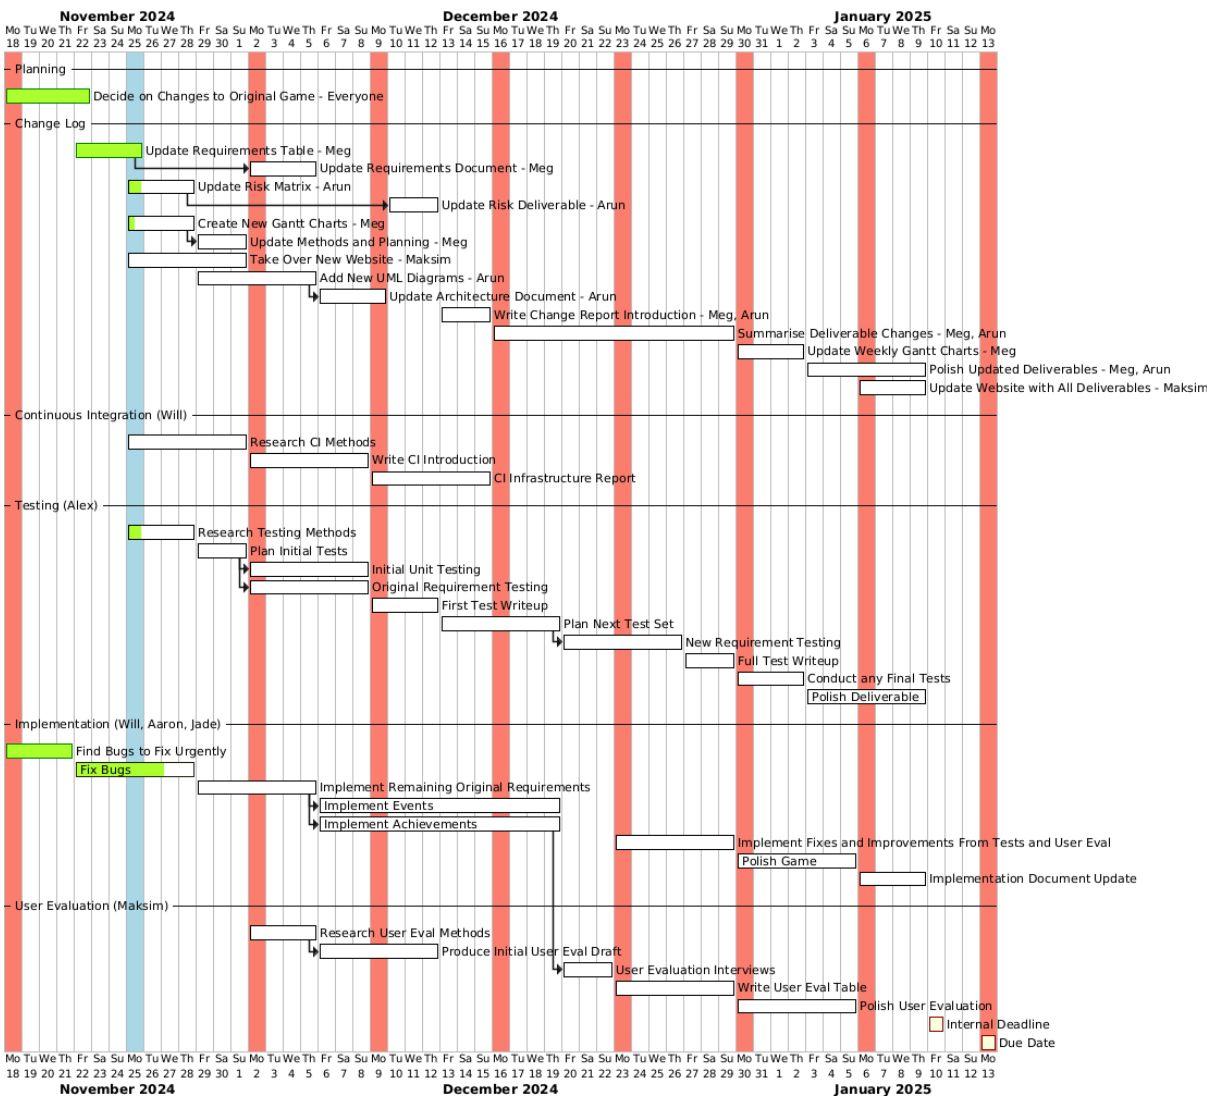 November 2024 December 2024 January 2025
Mo Tu We Th Fr Sa Su Mo Tu We Th Fr Sa Su Mo Tu We Th Fr Sa Su Mo Tu We Th Fr Sa Su Mo Tu We Th Fr Sa Su Mo Tu We Th Fr Sa Su Mo Tu We Th Fr Sa Su Mo Tu We Th Fr Sa Su Mo
18 19 20 21 22 23 24 25 26 27 28 29 30 1 2 3 4 5 6 7 8 9 10 11 12 13 14 15 16 17 18 19 20 21 22 23 24 25 26 27 28 29 30 31 1 2 3 4 5 6 7 8 9 10 11 12 13
Planning
Decide on Changes to Original Game - Everyone
Change Log
Update Requirements Table - Meg
Update Requirements Document - Meg
Update Risk Matrix - Arun
Update Risk Deliverable - Arun
Create New Gantt Charts - Meg
Update Methods and Planning - Meg
Take Over New Website - Maksim
Add New UML Diagrams - Arun
Update Architecture Document - Arun
Write Change Report Introduction - Meg, Arun
Summarise Deliverable Changes - Meg, Arun
Update Weekly Gantt Charts - Meg
Polish Updated Deliverables - Meg, Arun
Update Website with All Deliverables - Maksim
Continuous Integration (Will)
Research CI Methods
Write CI Introduction
CI Infrastructure Report
Testing (Alex)
Research Testing Methods
Plan Initial Tests
Initial Unit Testing
Original Requirement Testing
First Test Writeup
Plan Next Test Set
New Requirement Testing
Full Test Writeup
Conduct any Final Tests
Polish Deliverable
Implementation (Will, Aaron, Jade)
Find Bugs to Fix Urgently
Fix Bugs
Implement Remaining Original Requirements
Implement Events
Implement Achievements
Implement Fixes and Improvements From Tests and User Eval
Polish Game
Implementation Document Update
User Evaluation (Maksim)
Research User Eval Methods
Produce Initial User Eval Draft
User Evaluation Interviews
Write User Eval Table
Polish User Evaluation
Internal Deadline
Due Date
Mo Tu We Th Fr Sa Su Mo Tu We Th Fr Sa Su Mo Tu We Th Fr Sa Su Mo Tu We Th Fr Sa Su Mo Tu We Th Fr Sa Su Mo Tu We Th Fr Sa Su Mo Tu We Th Fr Sa Su Mo Tu We Th Fr Sa Su Mo
18 19 20 21 22 23 24 25 26 27 28 29 30 1 2 3 4 5 6 7 8 9 10 11 12 13 14 15 16 17 18 19 20 21 22 23 24 25 26 27 28 29 30 31 1 2 3 4 5 6 7 8 9 10 11 12 13
November 2024 December 2024 January 2025